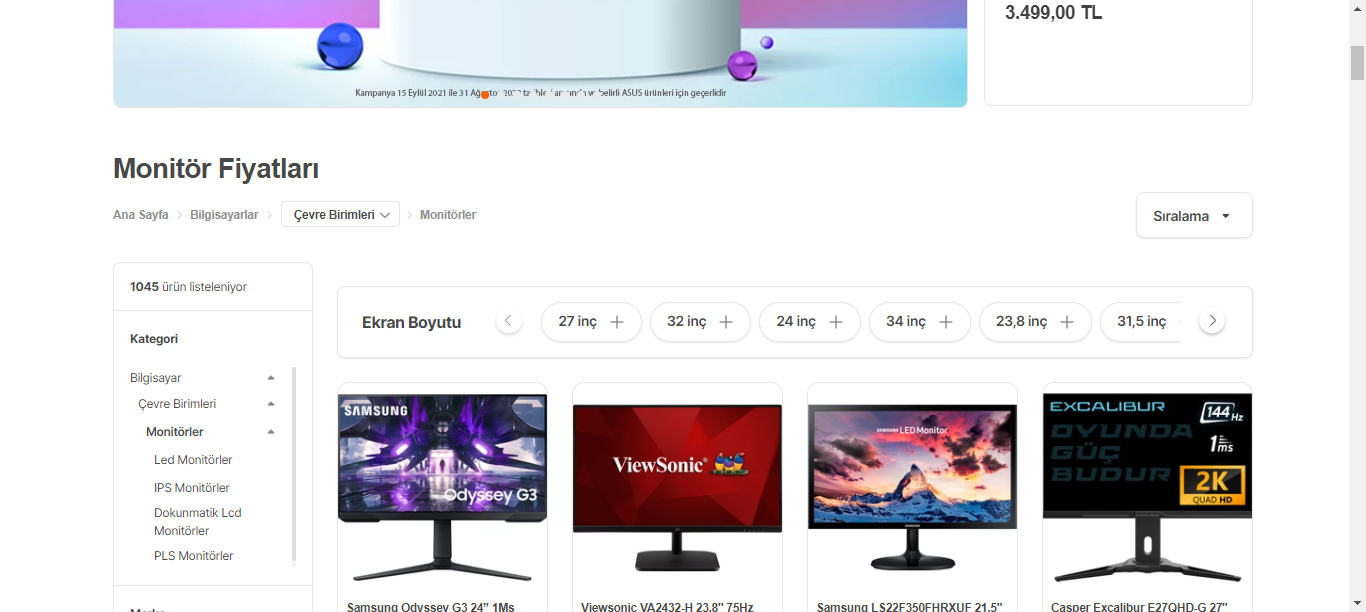 3.499,00 TL
Kampanya 15 Eylül 2021 ile 31 Ağustos 2022 tarihleri arasında ve belirli ASUS ürünleri için geçerlidir
Monitör Fiyatları
Ana Sayfa
Bilgisayarlar
Çevre Birimleri
Monitörler
Sıralama
1045 ürün listeleniyor
Kategori
Bilgisayar
Çevre Birimleri
Monitörler
Led Monitörler
IPS Monitörler
Dokunmatik Lcd
Monitörler
PLS Monitörler
Marka
Ekran Boyutu
27 inç
32 inç
24 inç
34 inç
23,8 inç
31,5 inç
SAMSUNG
Odyssey G3
ViewSonic
SAMSUNG LED Monitor
SAMSUNG
EXCALIBUR
144 Hz
OYUNDA
GÜÇ
BUDUR
1ms
2K
QUAD HD
Samsung Odyssey G3 24” 1Ms
Viewsonic VA2432-H 23.8" 75Hz
Samsung LS22F350FHRXUF 21.5"
Casper Excalibur E27QHD-G 27"